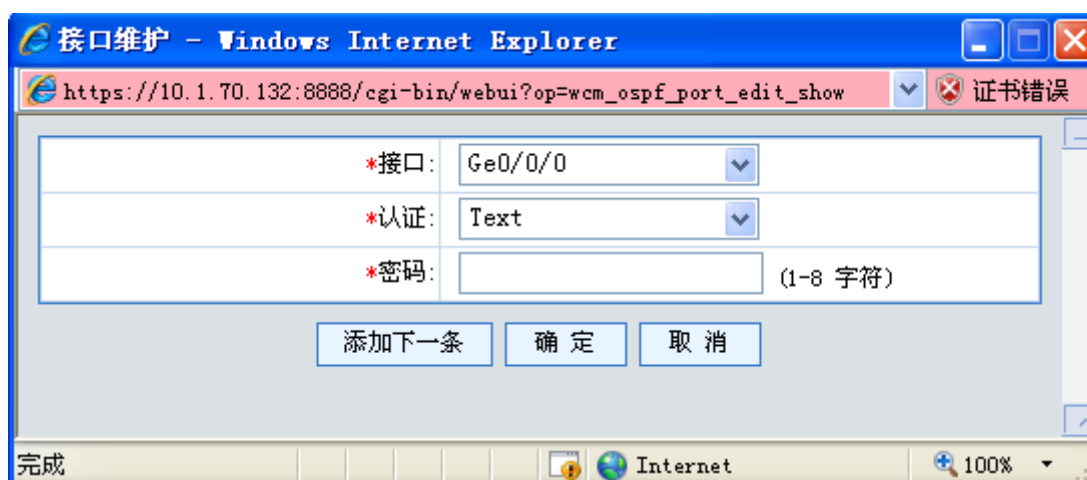 接口维护 - Windows Internet Explorer
https://10.1.70.132:8888/cgi-bin/webui?op=wcm_ospf_port_edit_show 证书错误
*接口: Ge0/0/0
*认证: Text
*密码: (1-8 字符)
添加下一条 确 定 取 消
完成 Internet 100%